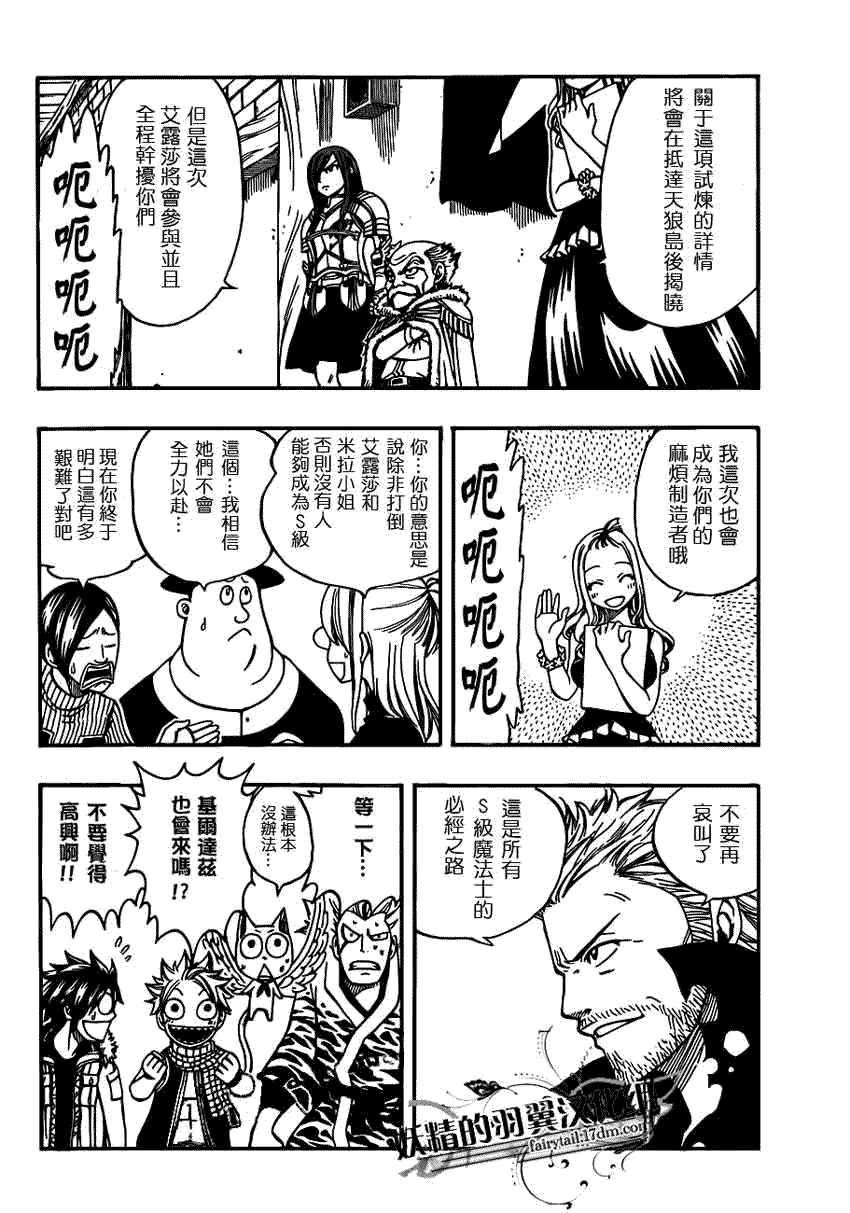 關于這項試煉的詳情
將會在抵達天狼島後揭曉
但是這次
艾露莎將會參與並且
全程幹擾你們
呃呃呃呃
我這次也會
成為你們的
麻煩制造者哦
呃呃呃呃
你…你的意思是
說除非打倒
艾露莎和
米拉小姐
否則沒有人
能夠成為S級
這個…我相信
她們不會
全力以赴…
現在你終于
明白這有多
艱難了對吧
不要再
哀叫了
這是所有
S級魔法士的
必經之路
等一下…
這根本
沒辦法…
基爾達茲
也會來嗎!?
不要覺得
高興啊!!
妖精的羽翼汉化组
fairytail.17dm.com